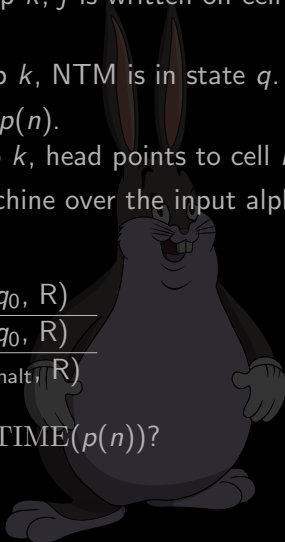 k, j is written on cell
k, NTM is in state q.
p(n).
k, head points to cell
chine over the input alph
q₀, R)
q₀, R)
halt, R)
TIME(p(n))?